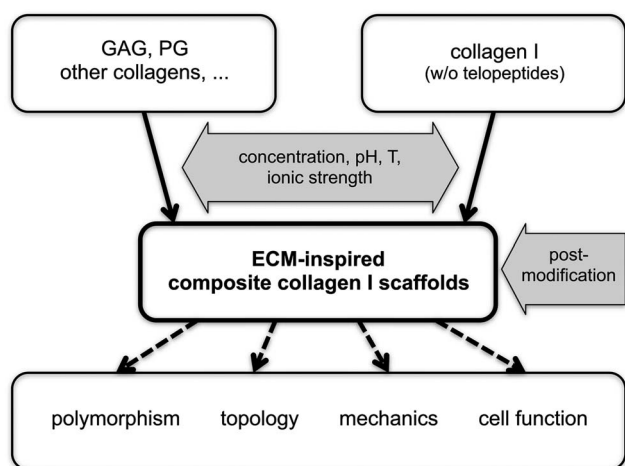 GAG, PG
other collagens, ...
collagen I
(w/o telopeptides)
concentration, pH, T,
ionic strength
ECM-inspired
composite collagen I scaffolds
post-
modification
polymorphism topology mechanics cell function